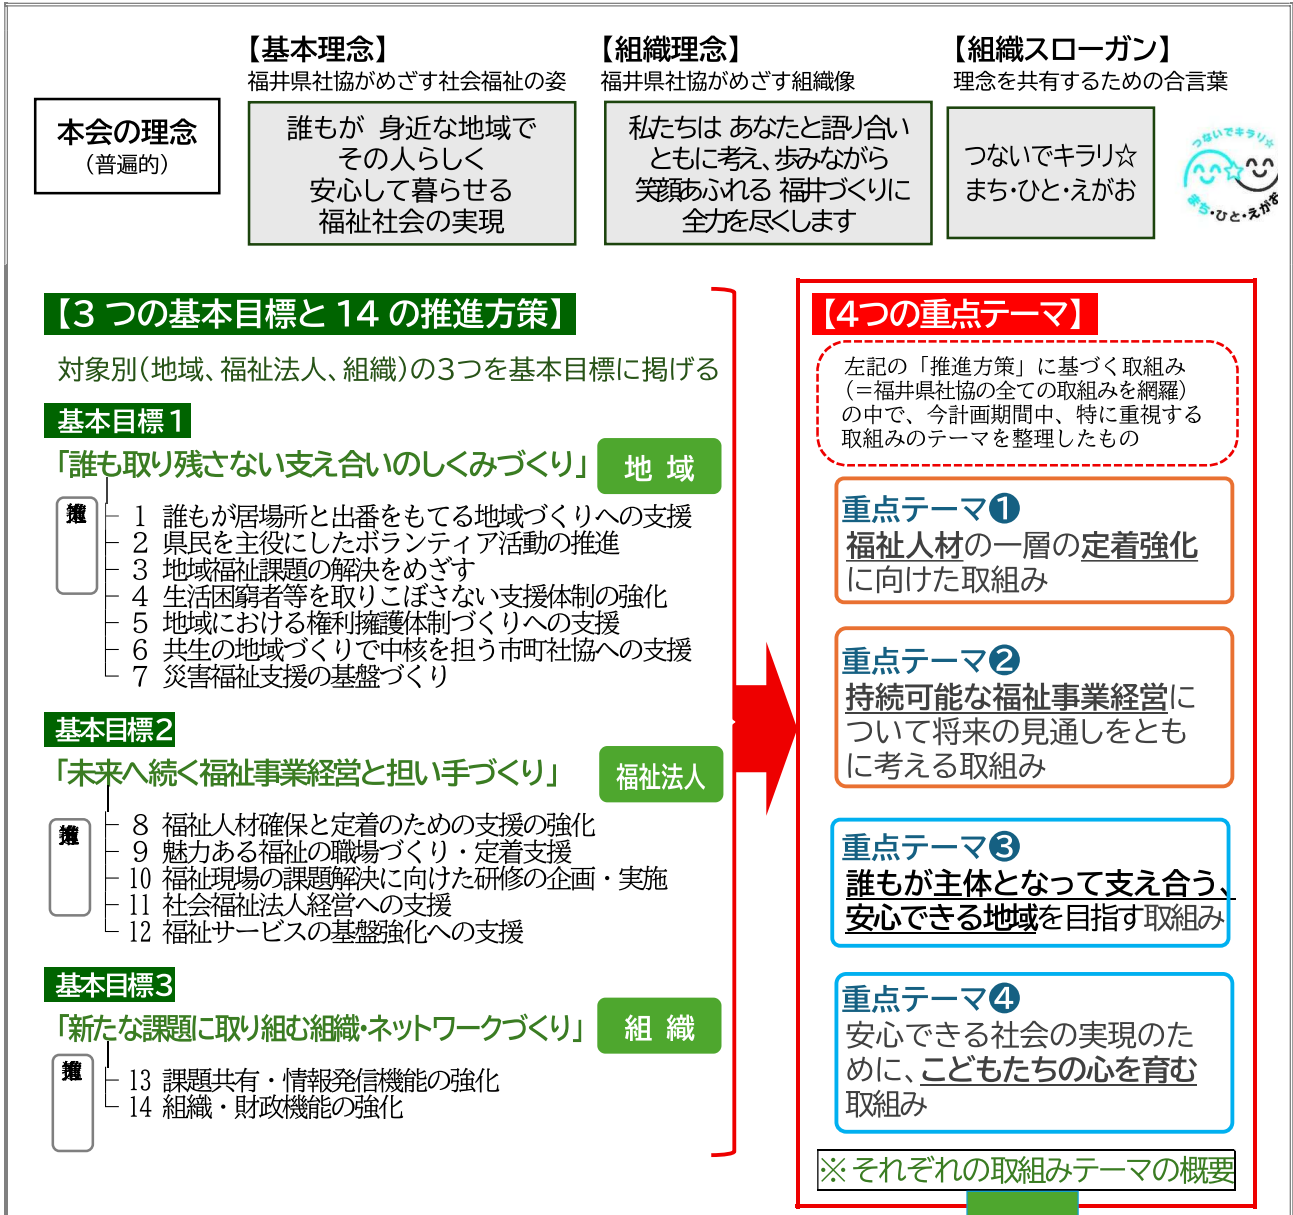 【基本理念】
福井県社協がめざす社会福祉の姿
【組織理念】
福井県社協がめざす組織像
【組織スローガン】
理念を共有するための合言葉
本会の理念
（普遍的）
誰もが 身近な地域で
その人らしく
安心して暮らせる
福祉社会の実現
私たちは あなたと語り合い
ともに考え、歩みながら
笑顔あふれる 福井づくりに
全力を尽くします
つないでキラリ☆
まち・ひと・えがお
つないでキラリ☆
まち・ひと・えがお
【3 つの基本目標と 14 の推進方策】
対象別（地域、福祉法人、組織）の3つを基本目標に掲げる
基本目標1
「誰も取り残さない支え合いのしくみづくり」
地 域
1 誰もが居場所と出番をもてる地域づくりへの支援
2 県民を主役にしたボランティア活動の推進
3 地域福祉課題の解決をめざす
4 生活困窮者等を取りこぼさない支援体制の強化
5 地域における権利擁護体制づくりへの支援
6 共生の地域づくりで中核を担う市町社協への支援
7 災害福祉支援の基盤づくり
基本目標2
「未来へ続く福祉事業経営と担い手づくり」
福祉法人
8 福祉人材確保と定着のための支援の強化
9 魅力ある福祉の職場づくり・定着支援
10 福祉現場の課題解決に向けた研修の企画・実施
11 社会福祉法人経営への支援
12 福祉サービスの基盤強化への支援
基本目標3
「新たな課題に取り組む組織・ネットワークづくり」
組 織
13 課題共有・情報発信機能の強化
14 組織・財政機能の強化
【4つの重点テーマ】
左記の「推進方策」に基づく取組み
（＝福井県社協の全ての取組みを網羅）
の中で、今計画期間中、特に重視する
取組みのテーマを整理したもの
重点テーマ❶
福祉人材の一層の定着強化
に向けた取組み
重点テーマ❷
持続可能な福祉事業経営に
ついて将来の見通しをとも
に考える取組み
重点テーマ❸
誰もが主体となって支え合う、
安心できる地域を目指す取組み
重点テーマ❹
安心できる社会の実現のた
めに、こどもたちの心を育む
取組み
※それぞれの取組みテーマの概要